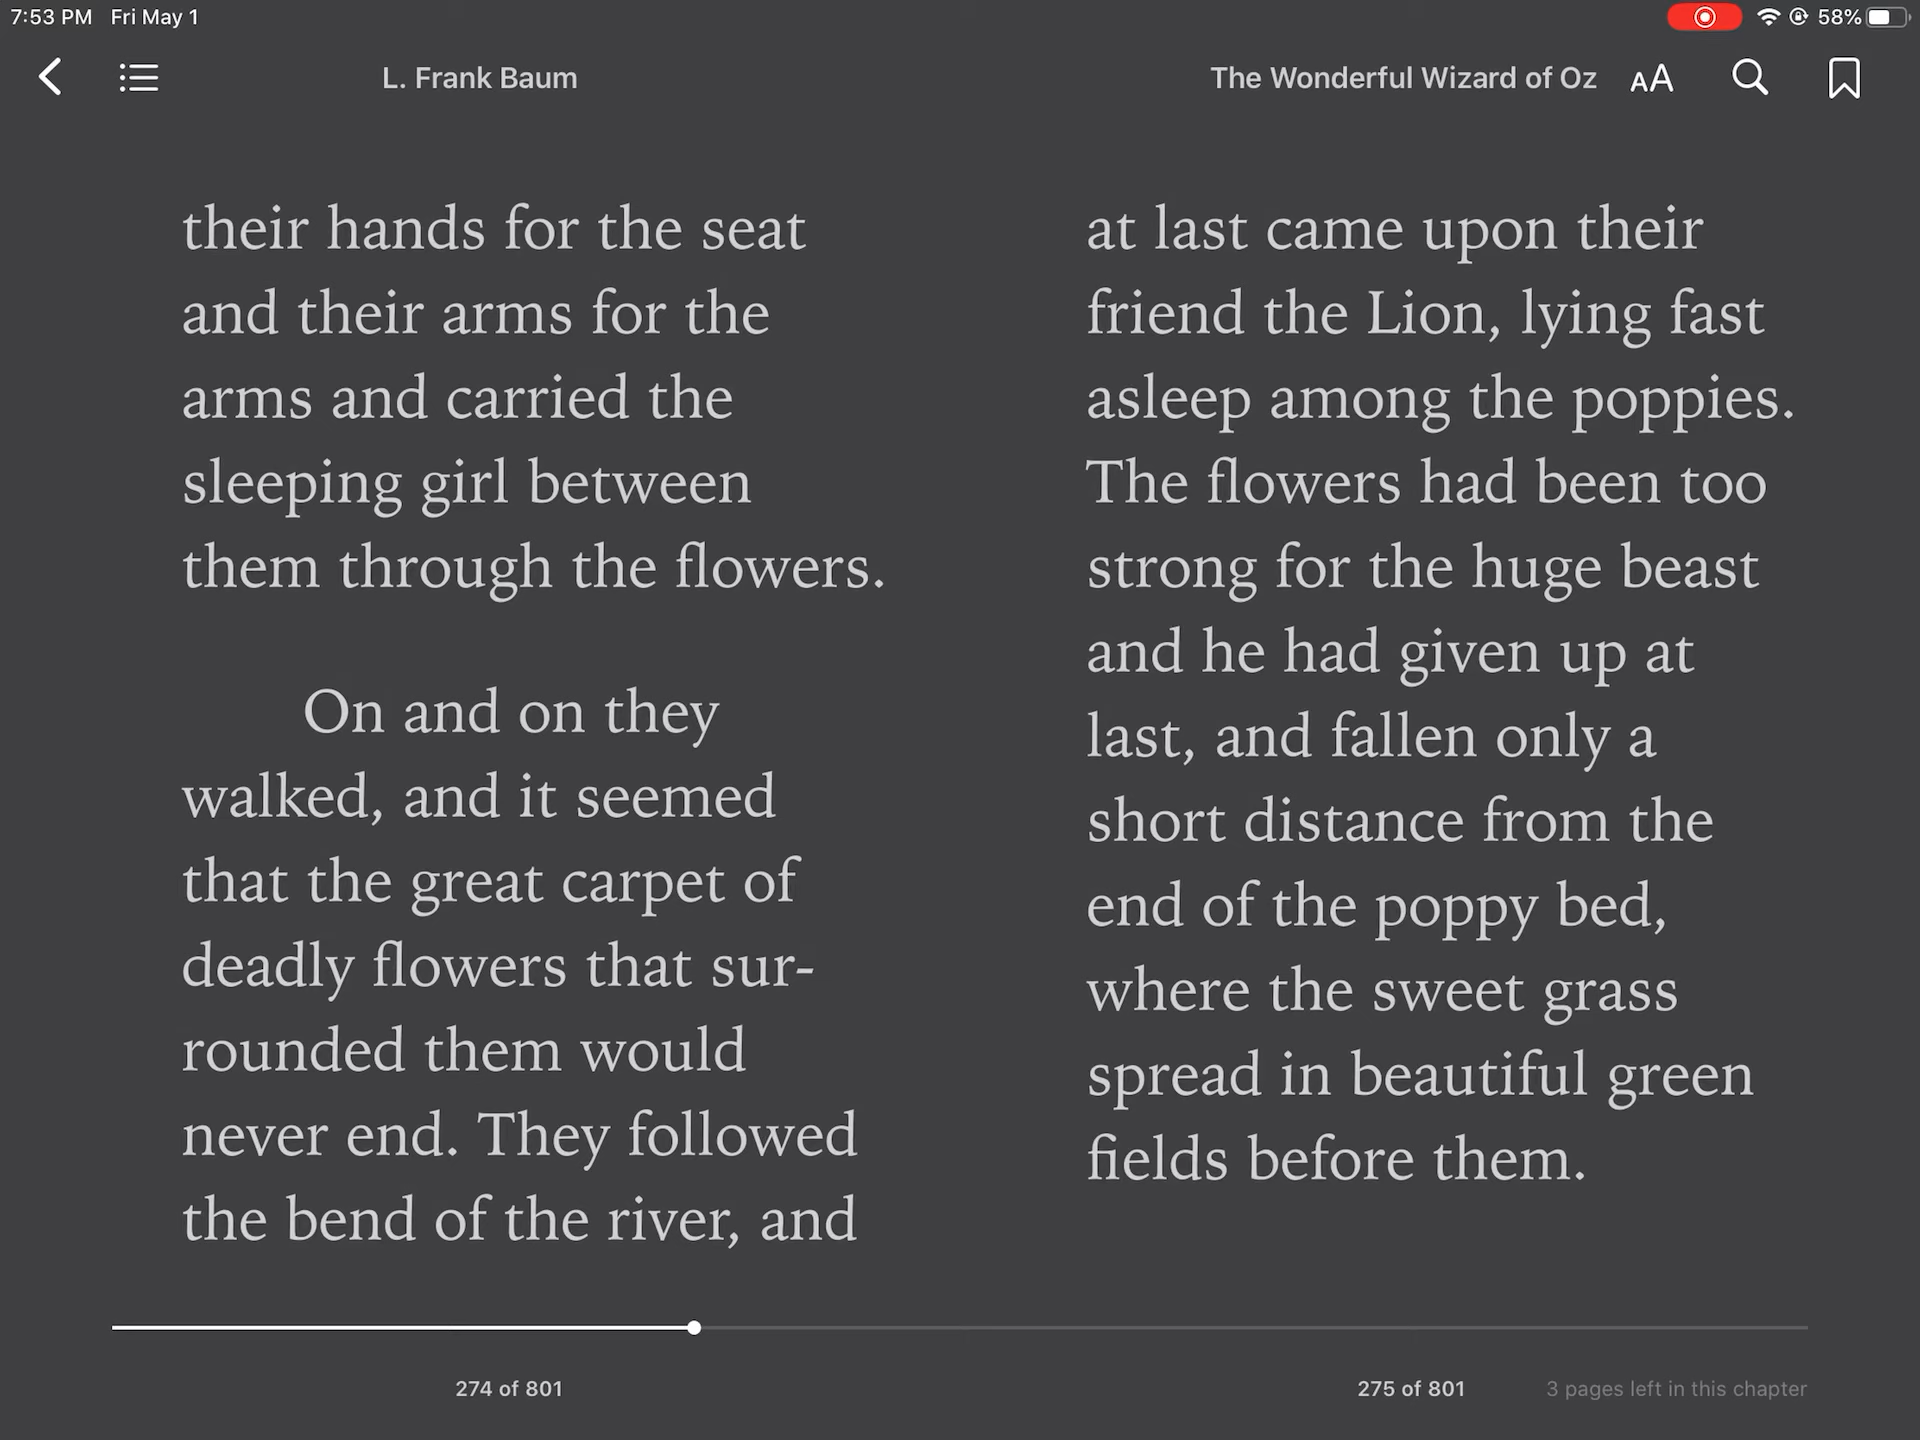 7:53 PM Fri May 1
58%
L. Frank Baum
The Wonderful Wizard of Oz
AA
their hands for the seat
and their arms for the
arms and carried the
sleeping girl between
them through the flowers.
On and on they
walked, and it seemed
that the great carpet of
deadly flowers that sur-
rounded them would
never end. They followed
the bend of the river, and
at last came upon their
friend the Lion, lying fast
asleep among the poppies.
The flowers had been too
strong for the huge beast
and he had given up at
last, and fallen only a
short distance from the
end of the poppy bed,
where the sweet grass
spread in beautiful green
fields before them.
274 of 801
275 of 801
3 pages left in this chapter